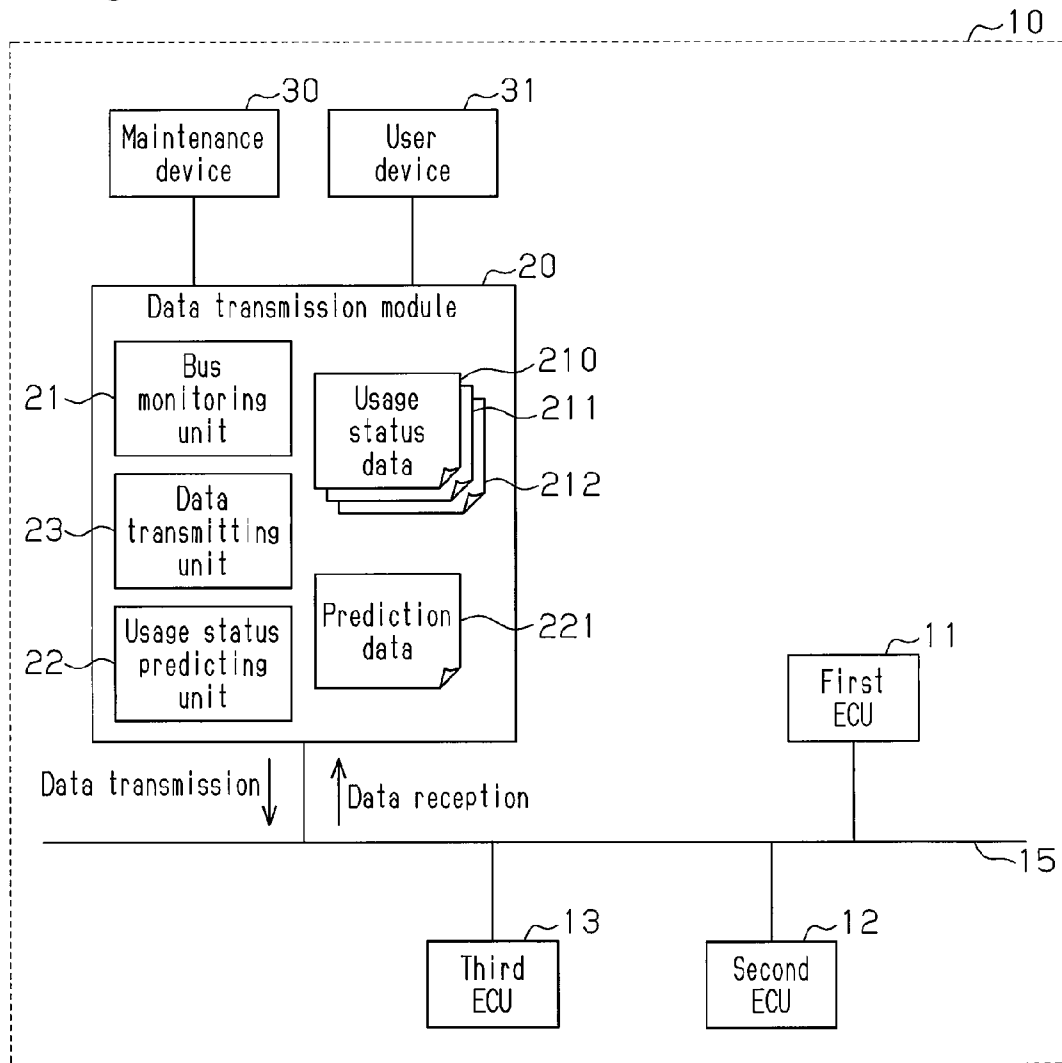 10
30
31
Maintenance
device
User
device
20
Data transmission module
21
Bus
monitoring
unit
210
Usage
status
data
211
212
23
Data
transmitting
unit
22
Usage status
predicting
unit
Prediction
data
221
11
First
ECU
Data transmission
Data reception
15
13
Third
ECU
12
Second
ECU